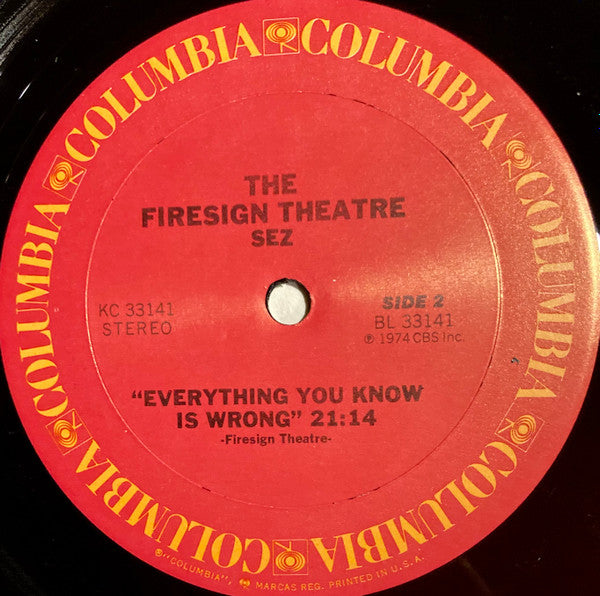 COLUMBIA COLUMBIA COLUMBIA COLUMBIA COLUMBIA COLUMBIA COLUMBIA
THE
FIRESIGN THEATRE
SEZ
KC 33141
STEREO
SIDE 2
BL 33141
℗ 1974 CBS Inc.
"EVERYTHING YOU KNOW
IS WRONG" 21:14
-Firesign Theatre-
®"COLUMBIA", MARCAS REG. PRINTED IN U.S.A.